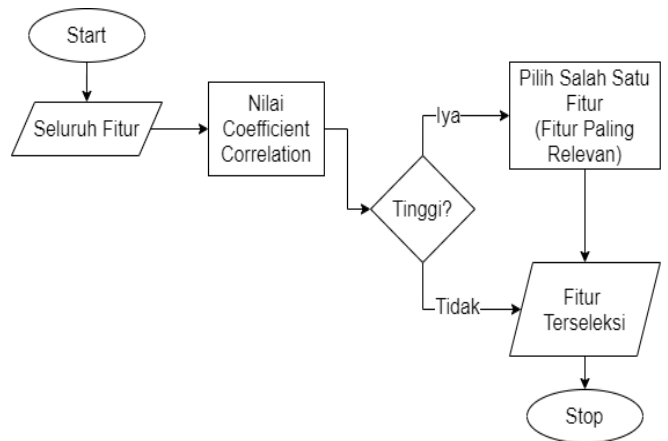 Start
Seluruh Fitur
Nilai
Coefficient
Correlation
Tinggi?
Iya
Pilih Salah Satu
Fitur
(Fitur Paling
Relevan)
Tidak
Fitur
Terseleksi
Stop